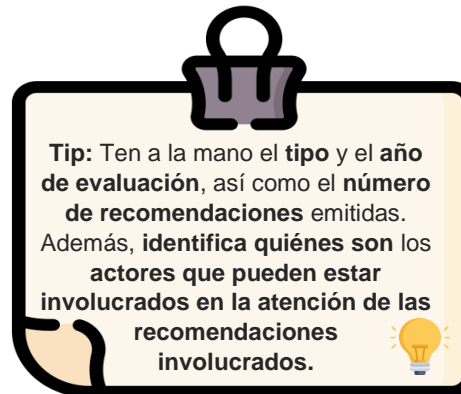 Tip: Ten a la mano el tipo y el año
de evaluación, así como el número
de recomendaciones emitidas.
Además, identifica quiénes son los
actores que pueden estar
involucrados en la atención de las
recomendaciones
involucrados.